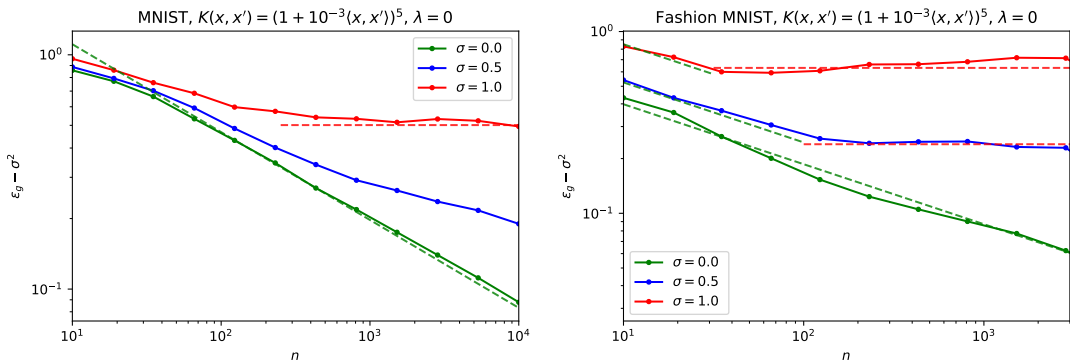 MNIST, K(x, x′) = (1 + 10⁻³⟨x, x′⟩)⁵, λ = 0
10⁰
10⁻¹
εg − σ²
σ = 0.0
σ = 0.5
σ = 1.0
10¹
10²
10³
10⁴
n
Fashion MNIST, K(x, x′) = (1 + 10⁻³⟨x, x′⟩)⁵, λ = 0
10⁰
10⁻¹
εg − σ²
σ = 0.0
σ = 0.5
σ = 1.0
10¹
10²
10³
n